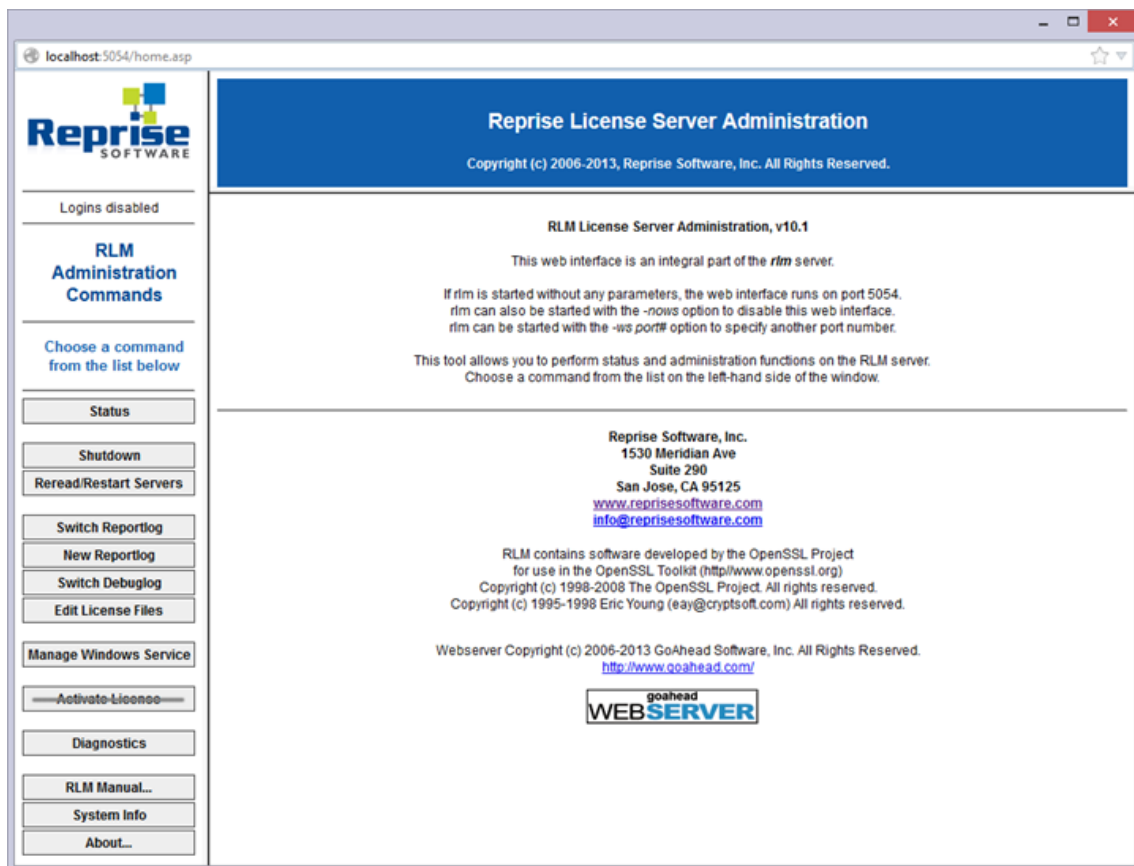 localhost:5054/home.asp
Reprise
SOFTWARE
Logins disabled
RLM
Administration
Commands
Choose a command
from the list below
Status
Shutdown
Reread/Restart Servers
Switch Reportlog
New Reportlog
Switch Debuglog
Edit License Files
Manage Windows Service
Activate License
Diagnostics
RLM Manual...
System Info
About...
Reprise License Server Administration
Copyright (c) 2006-2013, Reprise Software, Inc. All Rights Reserved.
RLM License Server Administration, v10.1
This web interface is an integral part of the rlm server.
If rlm is started without any parameters, the web interface runs on port 5054.
rlm can also be started with the -nows option to disable this web interface.
rlm can be started with the -ws port# option to specify another port number.
This tool allows you to perform status and administration functions on the RLM server.
Choose a command from the list on the left-hand side of the window.
Reprise Software, Inc.
1530 Meridian Ave
Suite 290
San Jose, CA 95125
www.reprisesoftware.com
info@reprisesoftware.com
RLM contains software developed by the OpenSSL Project
for use in the OpenSSL Toolkit (http//www.openssl.org)
Copyright (c) 1998-2008 The OpenSSL Project. All rights reserved.
Copyright (c) 1995-1998 Eric Young (eay@cryptsoft.com) All rights reserved.
Webserver Copyright (c) 2006-2013 GoAhead Software, Inc. All Rights Reserved.
http://www.goahead.com/
goahead
WEBSERVER